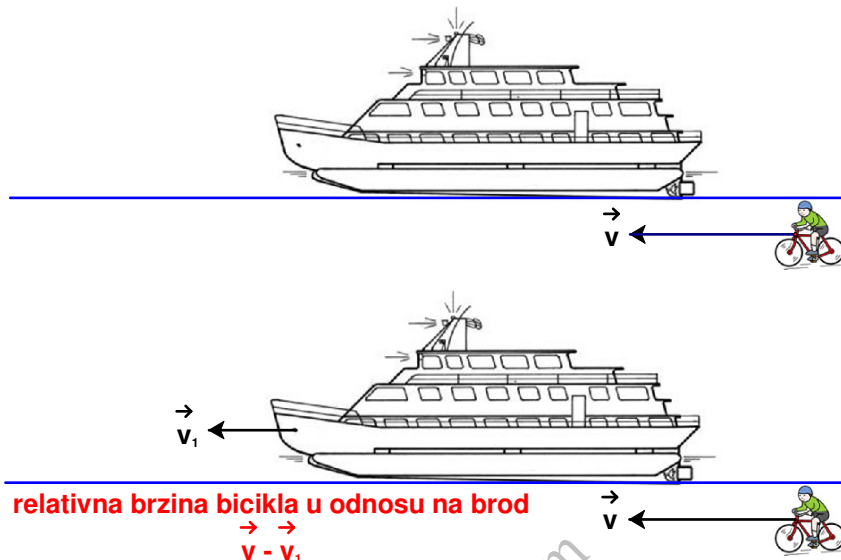 v
v₁
relativna brzina bicikla u odnosu na brod
v
v - v₁